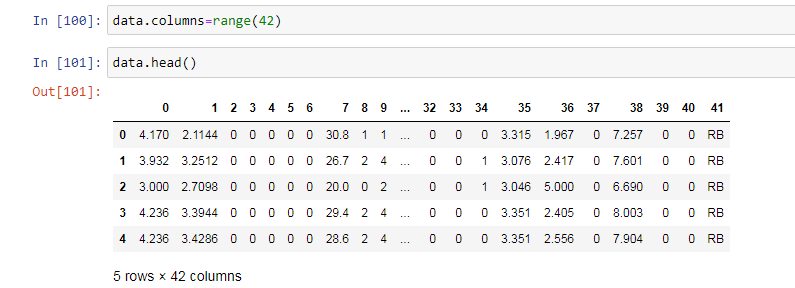 In [100]: data.columns=range(42)
In [101]: data.head()
Out[101]:
0 1 2 3 4 5 6 7 8 9 ... 32 33 34 35 36 37 38 39 40 41
0 4.170 2.1144 0 0 0 0 0 30.8 1 1 ... 0 0 0 3.315 1.967 0 7.257 0 0 RB
1 3.932 3.2512 0 0 0 0 0 26.7 2 4 ... 0 0 1 3.076 2.417 0 7.601 0 0 RB
2 3.000 2.7098 0 0 0 0 0 20.0 0 2 ... 0 0 1 3.046 5.000 0 6.690 0 0 RB
3 4.236 3.3944 0 0 0 0 0 29.4 2 4 ... 0 0 0 3.351 2.405 0 8.003 0 0 RB
4 4.236 3.4286 0 0 0 0 0 28.6 2 4 ... 0 0 0 3.351 2.556 0 7.904 0 0 RB
5 rows × 42 columns